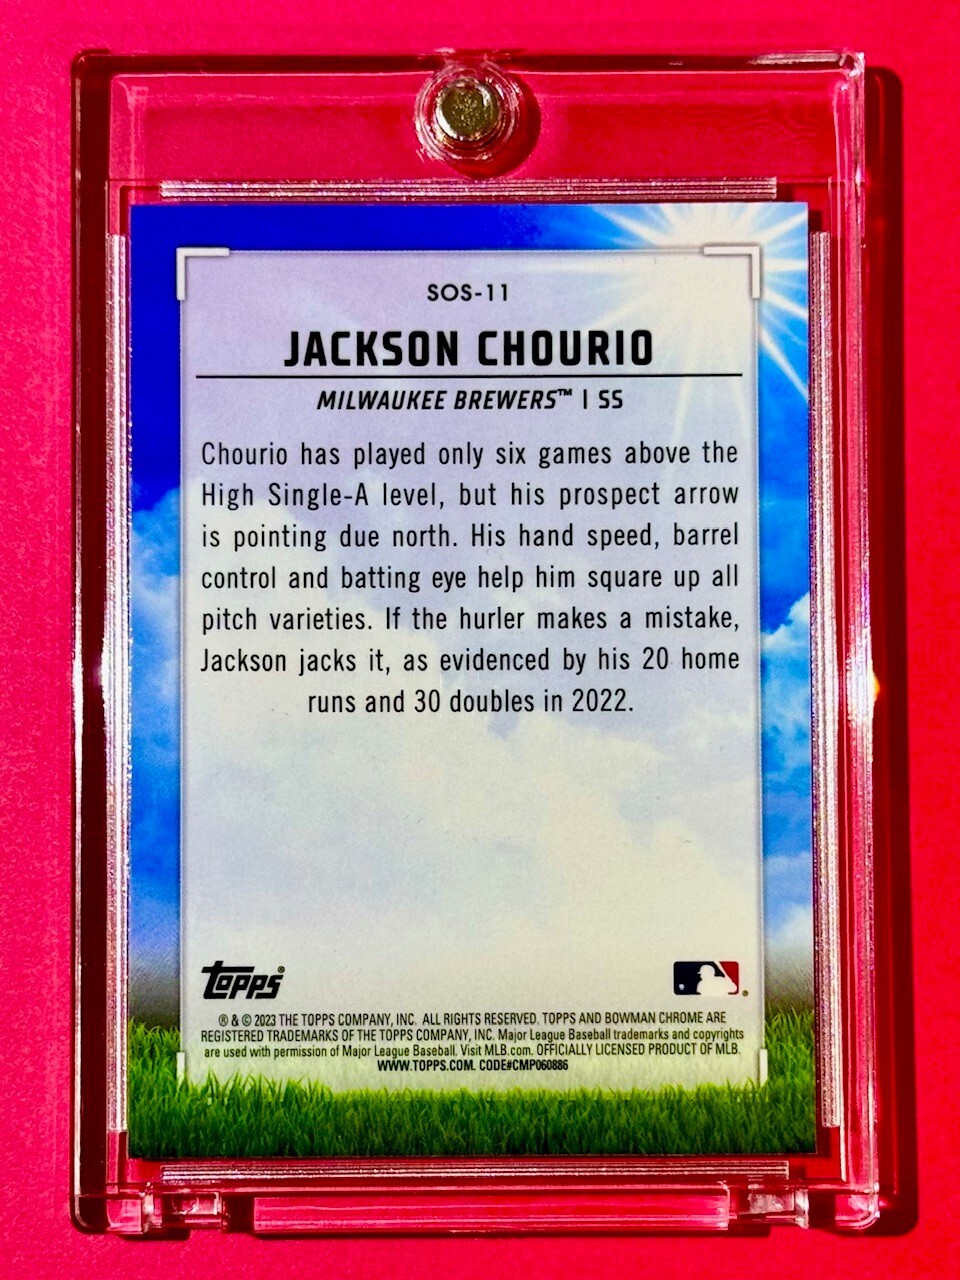 SOS-11
JACKSON CHOURIO
MILWAUKEE BREWERS™ | SS
Chourio has played only six games above the
High Single-A level, but his prospect arrow
is pointing due north. His hand speed, barrel
control and batting eye help him square up all
pitch varieties. If the hurler makes a mistake,
Jackson jacks it, as evidenced by his 20 home
runs and 30 doubles in 2022.
topps®
® & © 2023 THE TOPPS COMPANY, INC. ALL RIGHTS RESERVED. TOPPS AND BOWMAN CHROME ARE
REGISTERED TRADEMARKS OF THE TOPPS COMPANY, INC. Major League Baseball trademarks and copyrights
are used with permission of Major League Baseball. Visit MLB.com. OFFICIALLY LICENSED PRODUCT OF MLB.
WWW.TOPPS.COM. CODE#CMP060886